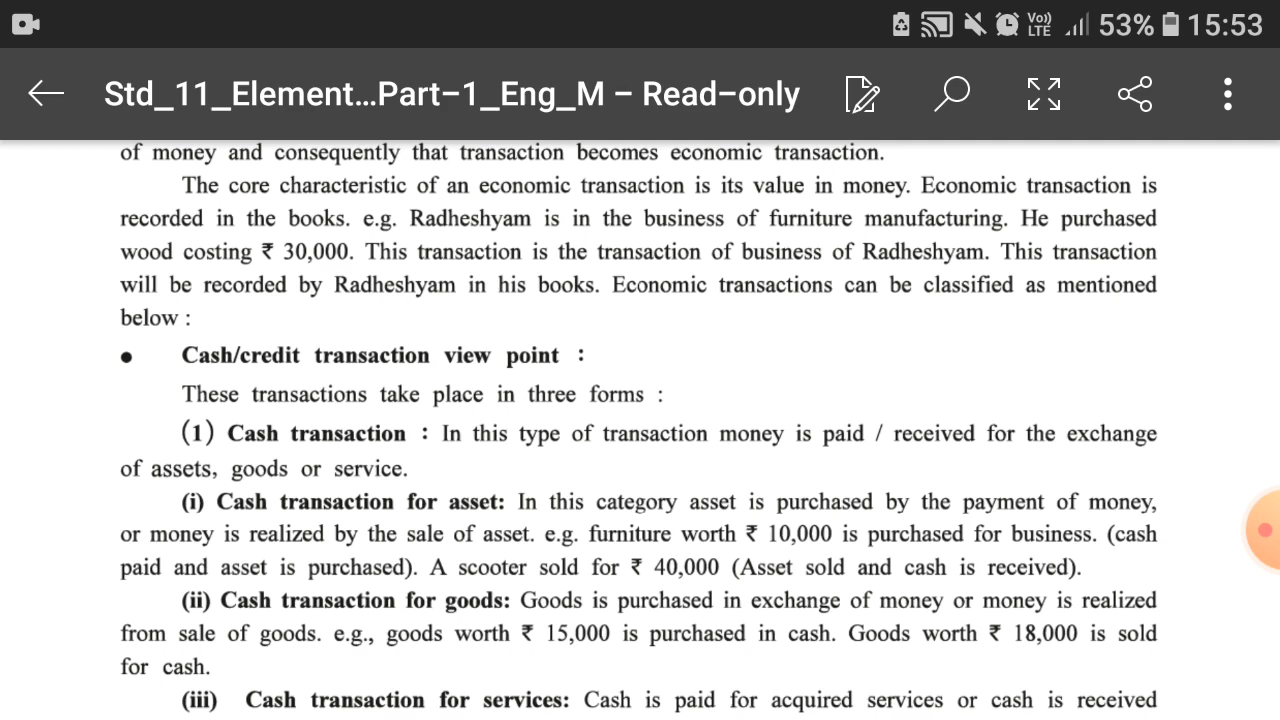 Vo)) LTE 53% 15:53
Std_11_Element...Part-1_Eng_M – Read-only
of money and consequently that transaction becomes economic transaction.
The core characteristic of an economic transaction is its value in money. Economic transaction is
recorded in the books. e.g. Radheshyam is in the business of furniture manufacturing. He purchased
wood costing ₹ 30,000. This transaction is the transaction of business of Radheshyam. This transaction
will be recorded by Radheshyam in his books. Economic transactions can be classified as mentioned
below :
● Cash/credit transaction view point :
These transactions take place in three forms :
(1) Cash transaction : In this type of transaction money is paid / received for the exchange
of assets, goods or service.
(i) Cash transaction for asset: In this category asset is purchased by the payment of money,
or money is realized by the sale of asset. e.g. furniture worth ₹ 10,000 is purchased for business. (cash
paid and asset is purchased). A scooter sold for ₹ 40,000 (Asset sold and cash is received).
(ii) Cash transaction for goods: Goods is purchased in exchange of money or money is realized
from sale of goods. e.g., goods worth ₹ 15,000 is purchased in cash. Goods worth ₹ 18,000 is sold
for cash.
(iii) Cash transaction for services: Cash is paid for acquired services or cash is received